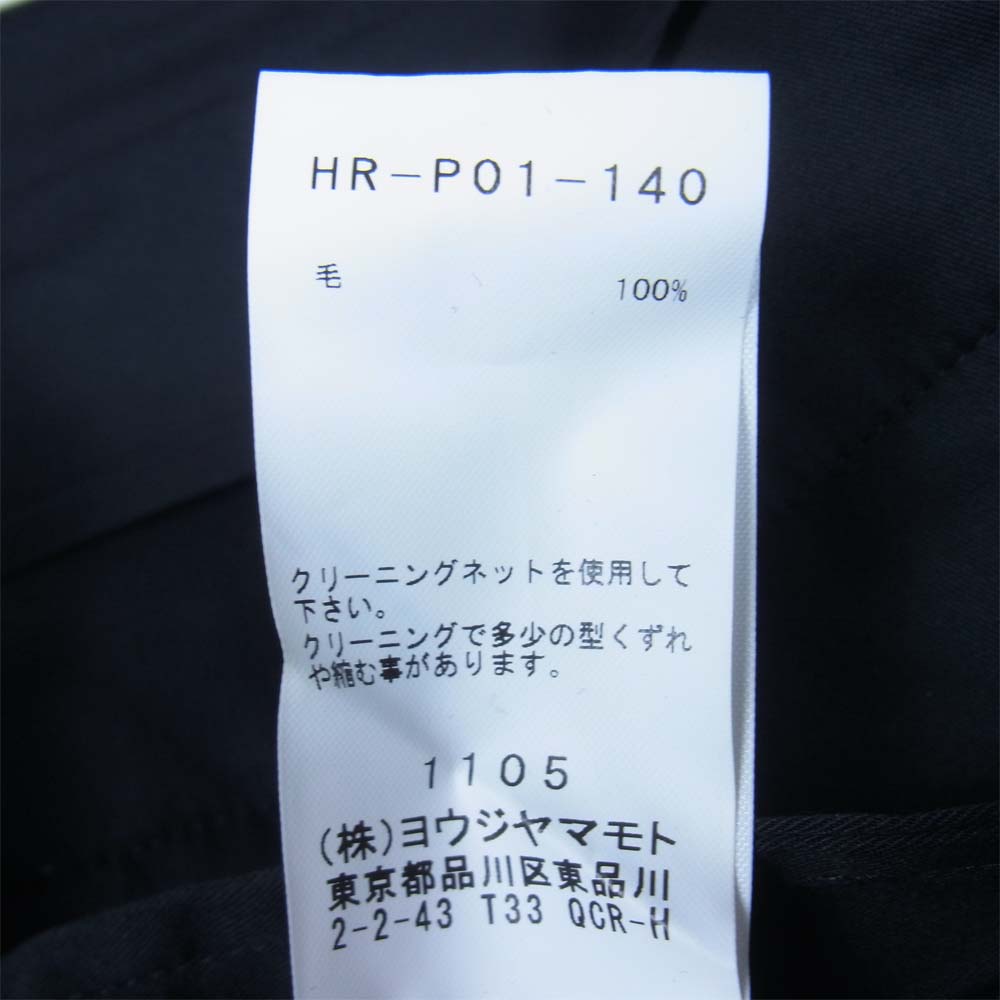 HR-P01-140
毛 100%
クリーニングネットを使用して
下さい。
クリーニングで多少の型くずれ
や縮む事があります。
1105
(株)ヨウジヤマモト
東京都品川区東品川
2-2-43 T33 QCR-H